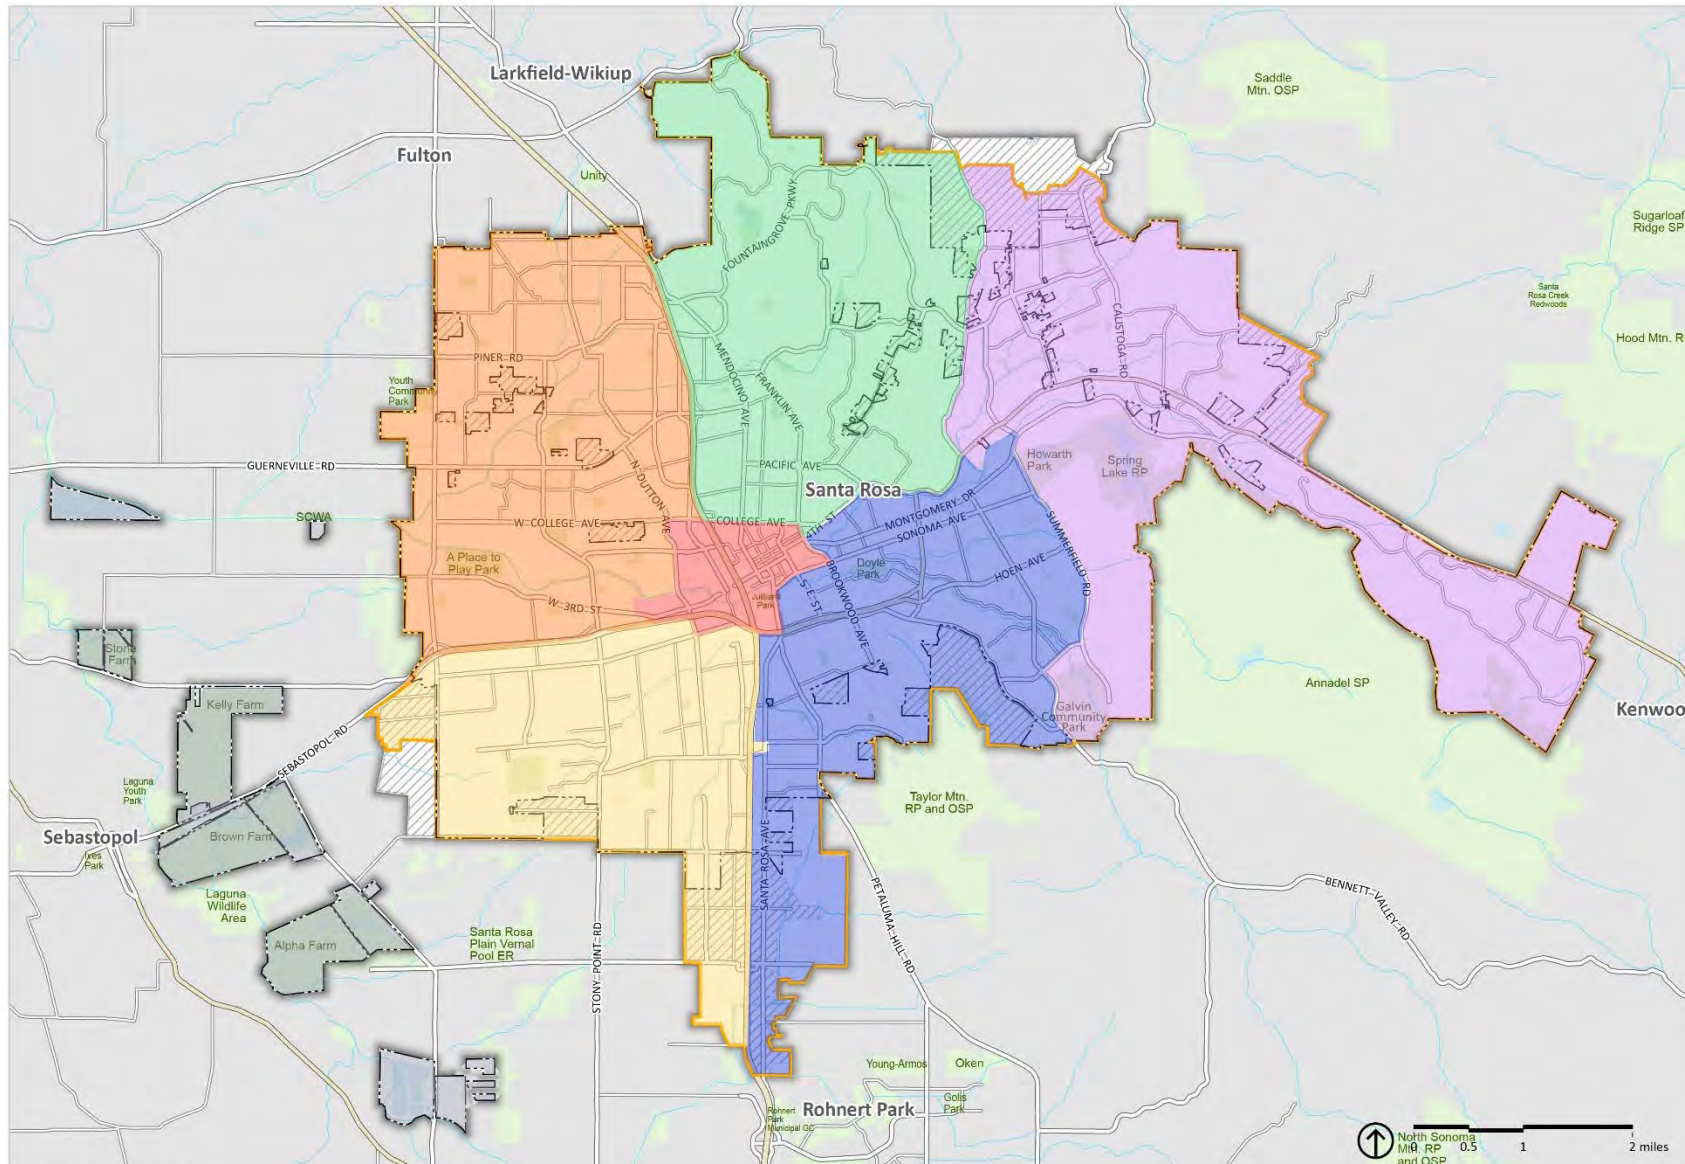 Larkfield-Wikiup
Saddle
Mtn. OSP
Fulton
Unity
Sugarloaf
Ridge SP
FOUNTAINGROVE PKWY
Santa
Rosa Creek
Redwoods
Hood Mtn. R
CALISTOGA RD
PINER RD
MENDOCINO AVE
FRANKLIN AVE
Youth
Community
Park
GUERNEVILLE RD
N DUTTON AVE
PACIFIC AVE
Howarth
Park
Spring
Lake RP
Santa Rosa
SCWA
W COLLEGE AVE
COLLEGE AVE
4TH ST
MONTGOMERY DR
SONOMA AVE
SUMMERFIELD RD
A Place to
Play Park
Doyle
Park
HOEN AVE
W 3RD ST
Juilliard
Park
S E ST
BROOKWOOD AVE
Stone
Farm
Annadel SP
Kelly Farm
Galvin
Community
Park
Kenwoo
SEBASTOPOL RD
Laguna
Youth
Park
Taylor Mtn.
RP and OSP
Sebastopol
Ives
Park
Brown Farm
SANTA ROSA AVE
PETALUMA HILL RD
BENNETT VALLEY RD
Laguna
Wildlife
Area
Alpha Farm
Santa Rosa
Plain Vernal
Pool ER
STONY POINT RD
Young-Armos
Oken
Golis
Park
Rohnert Park
Rohnert
Park
Municipal GC
North Sonoma
Mtn. RP
and OSP
0 0.5 1 2 miles